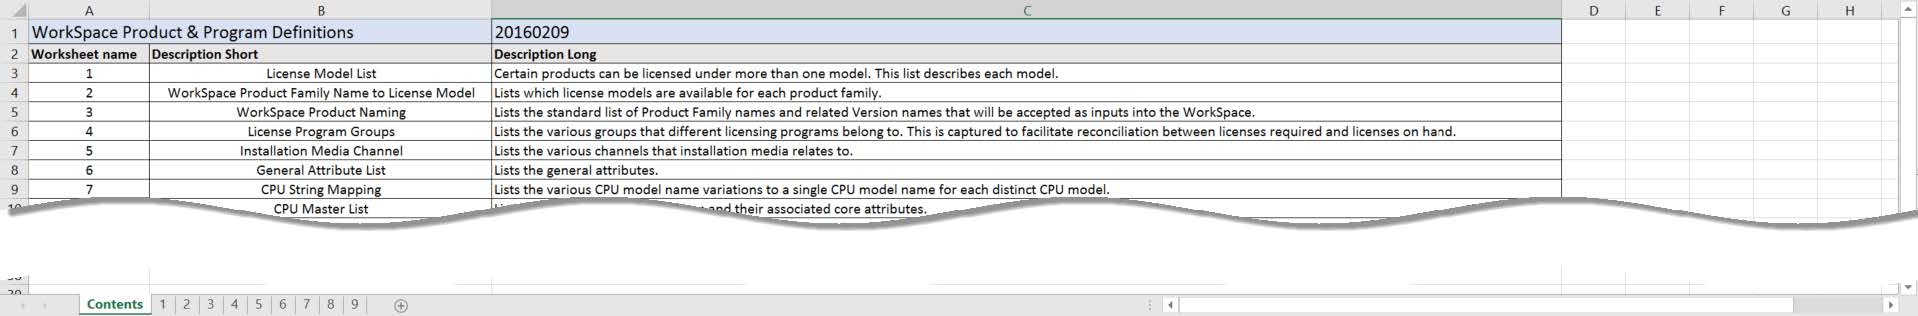 A B C D E F G H
1 WorkSpace Product & Program Definitions 20160209
2 Worksheet name Description Short Description Long
3 1 License Model List Certain products can be licensed under more than one model. This list describes each model.
4 2 WorkSpace Product Family Name to License Model Lists which license models are available for each product family.
5 3 WorkSpace Product Naming Lists the standard list of Product Family names and related Version names that will be accepted as inputs into the WorkSpace.
6 4 License Program Groups Lists the various groups that different licensing programs belong to. This is captured to facilitate reconciliation between licenses required and licenses on hand.
7 5 Installation Media Channel Lists the various channels that installation media relates to.
8 6 General Attribute List Lists the general attributes.
9 7 CPU String Mapping Lists the various CPU model name variations to a single CPU model name for each distinct CPU model.
CPU Master List and their associated core attributes.
Contents 1 2 3 4 5 6 7 8 9